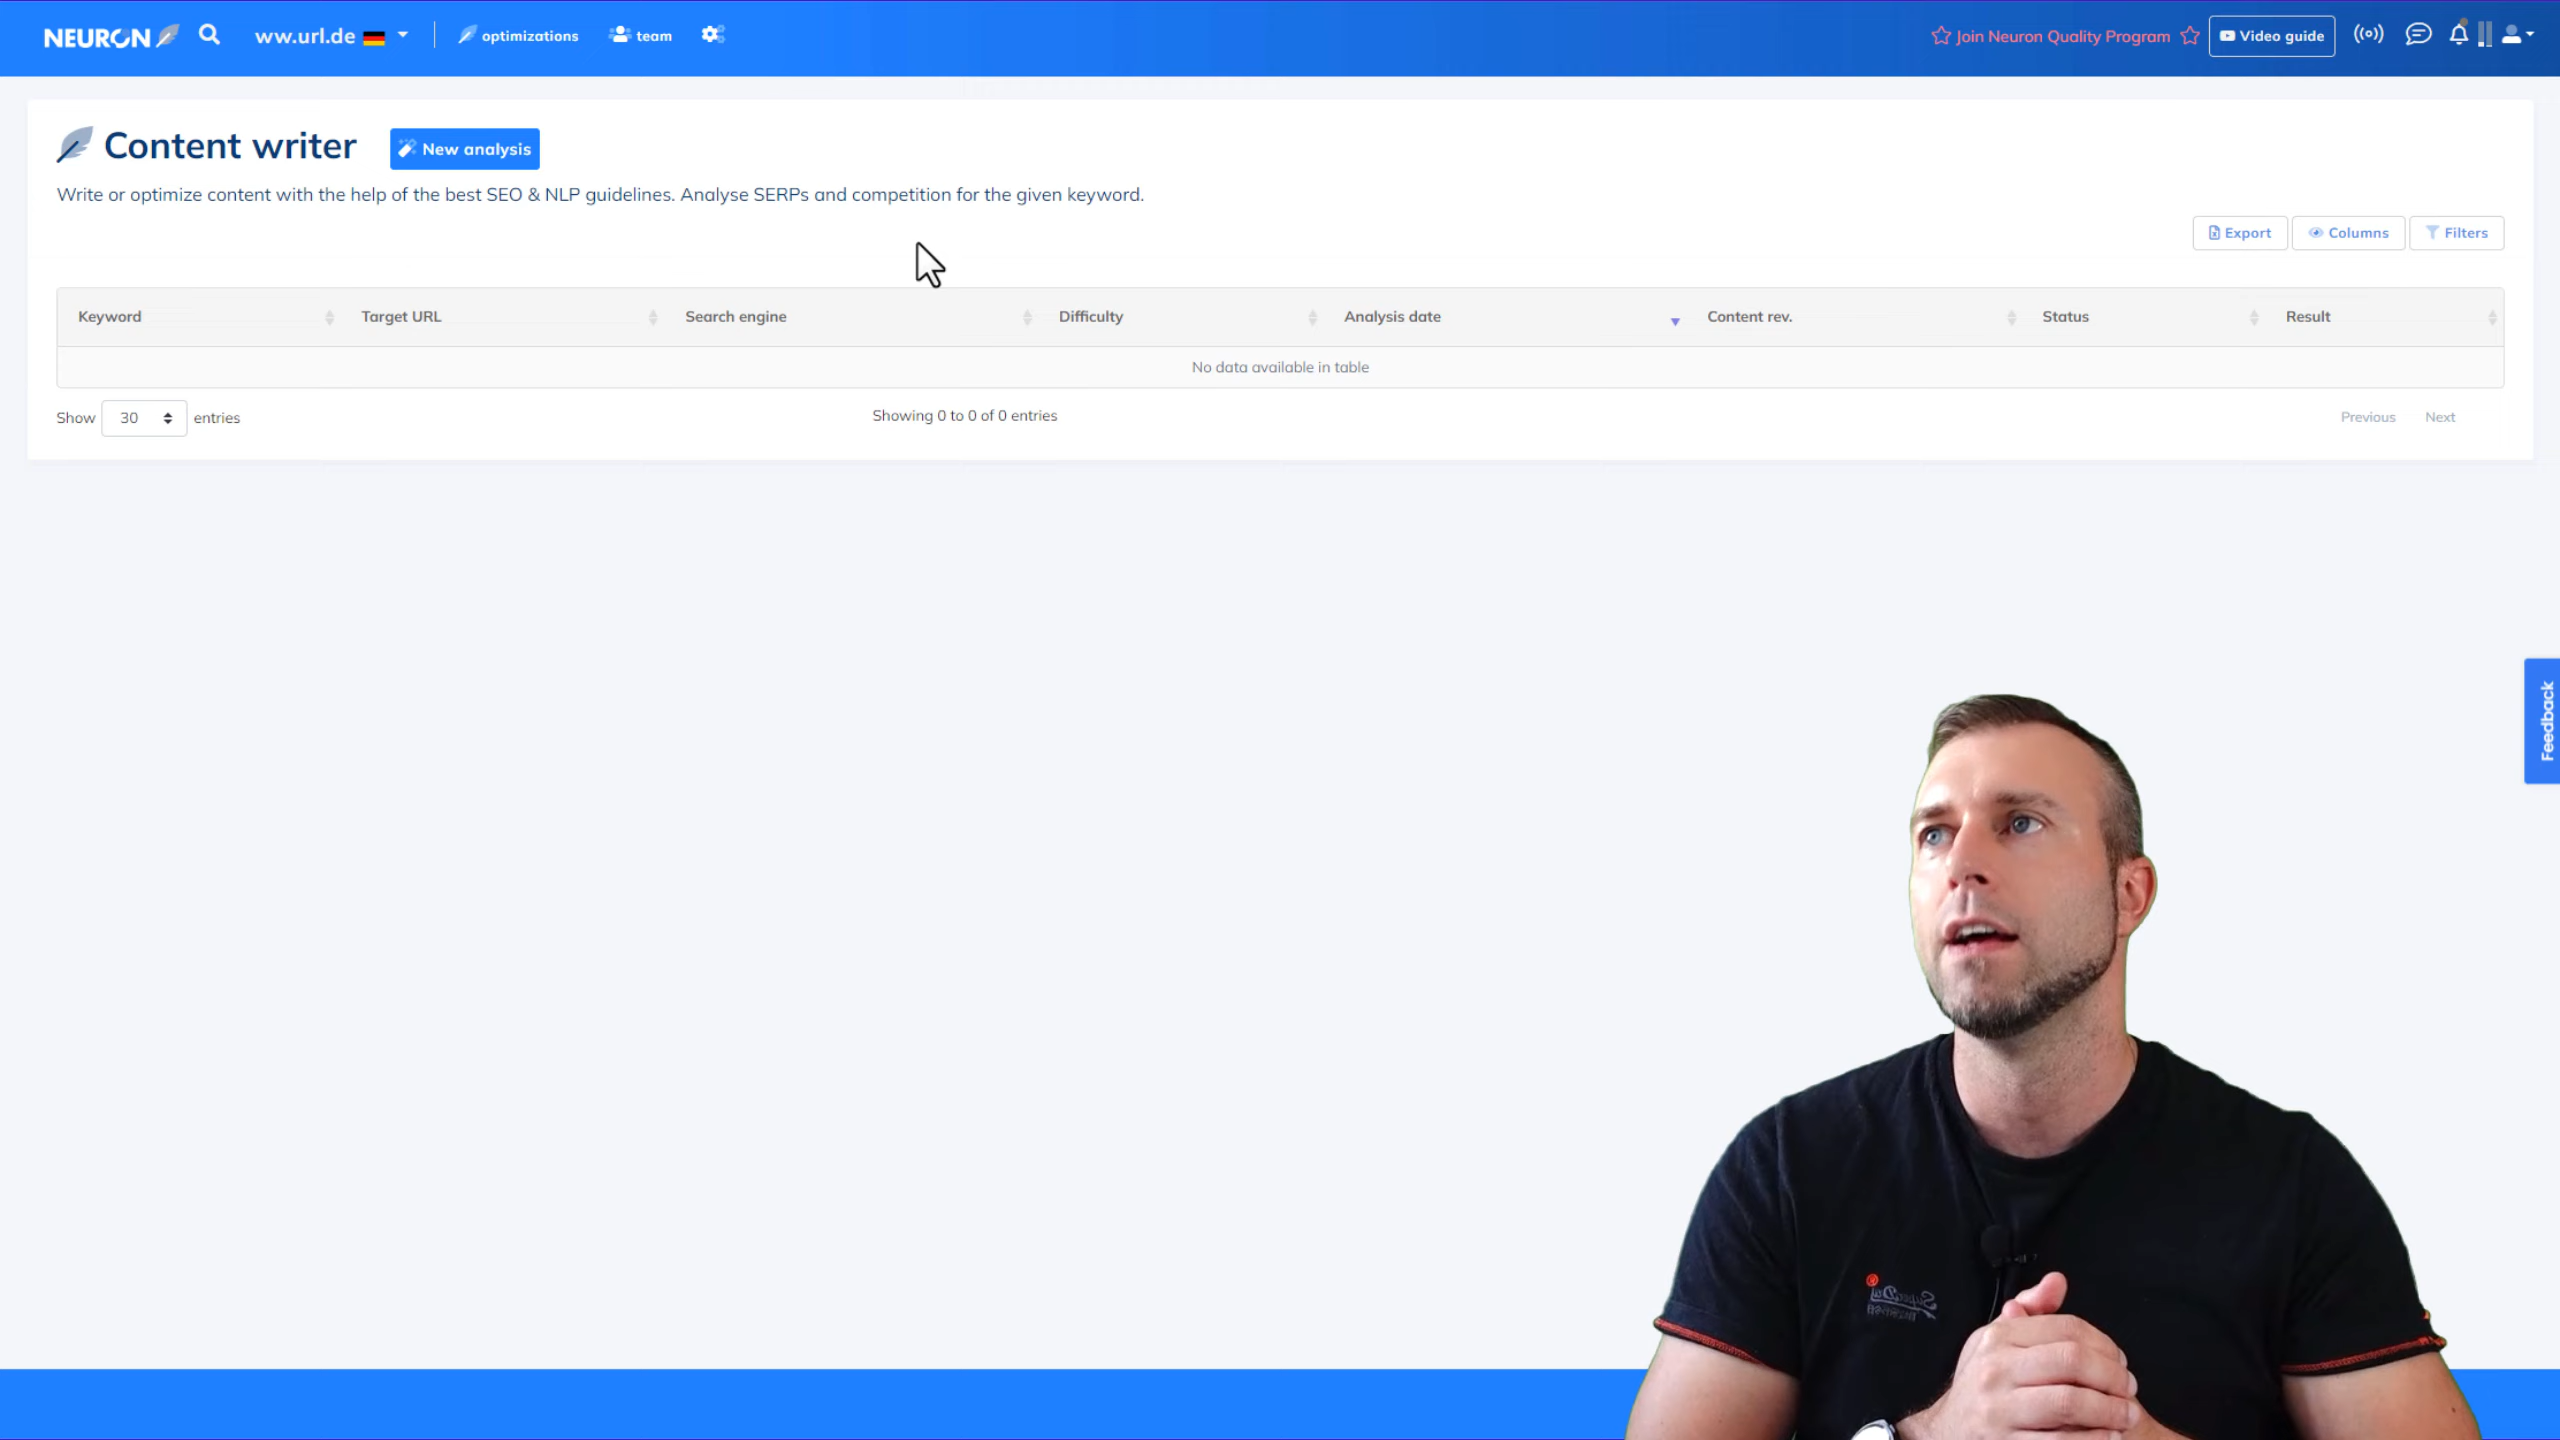 NEURON ww.url.de optimizations team Join Neuron Quality Program Video guide
Content writer New analysis
Write or optimize content with the help of the best SEO & NLP guidelines. Analyse SERPs and competition for the given keyword.
Export Columns Filters
Keyword Target URL Search engine Difficulty Analysis date Content rev. Status Result
No data available in table
Show 30 entries Showing 0 to 0 of 0 entries Previous Next
Feedback